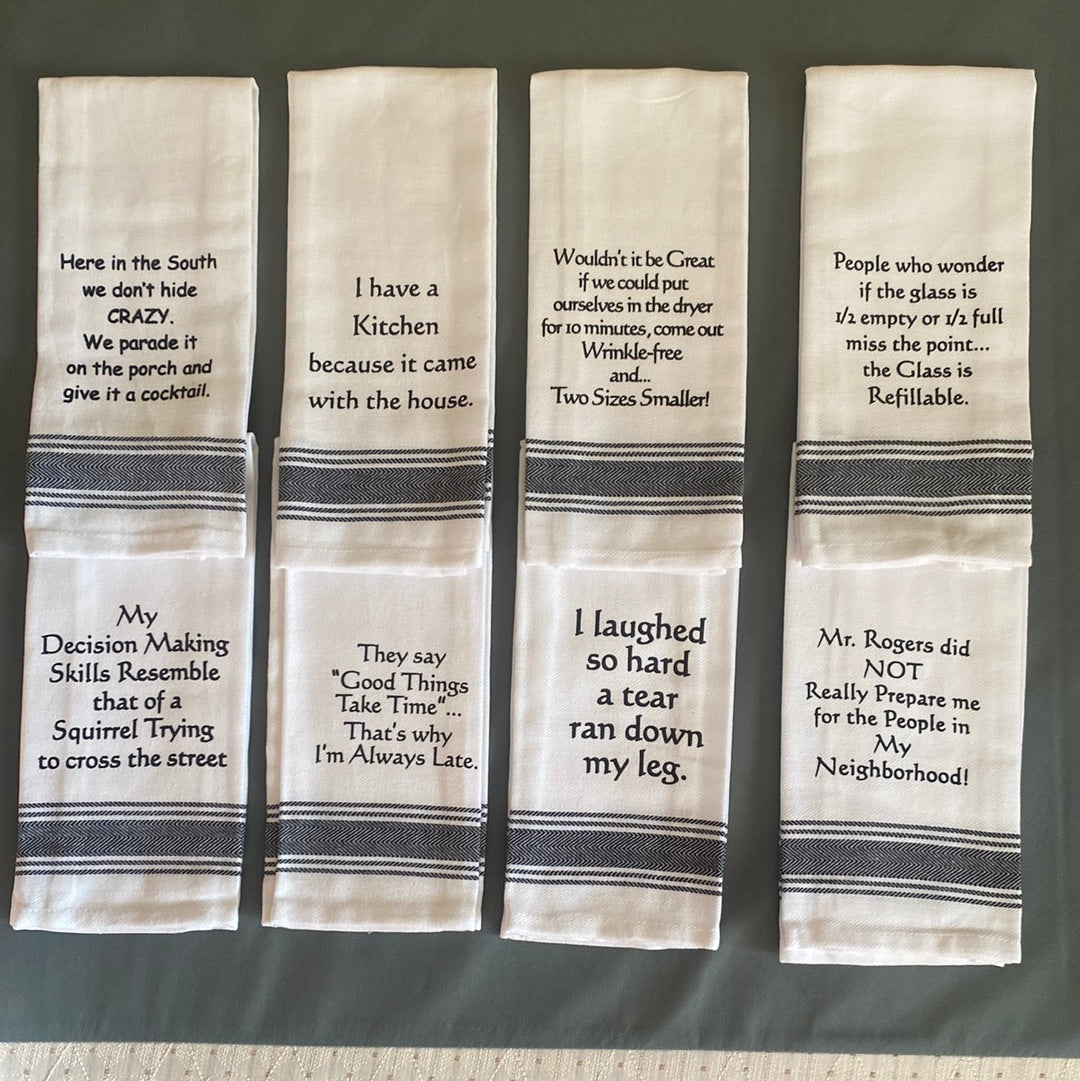 Here in the South
we don't hide
CRAZY.
We parade it
on the porch and
give it a cocktail.
I have a
Kitchen
because it came
with the house.
Wouldn't it be Great
if we could put
ourselves in the dryer
for 10 minutes, come out
Wrinkle-free
and...
Two Sizes Smaller!
People who wonder
if the glass is
1/2 empty or 1/2 full
miss the point...
the Glass is
Refillable.
My
Decision Making
Skills Resemble
that of a
Squirrel Trying
to cross the street
They say
"Good Things
Take Time"...
That's why
I'm Always Late.
I laughed
so hard
a tear
ran down
my leg.
Mr. Rogers did
NOT
Really Prepare me
for the People in
My
Neighborhood!